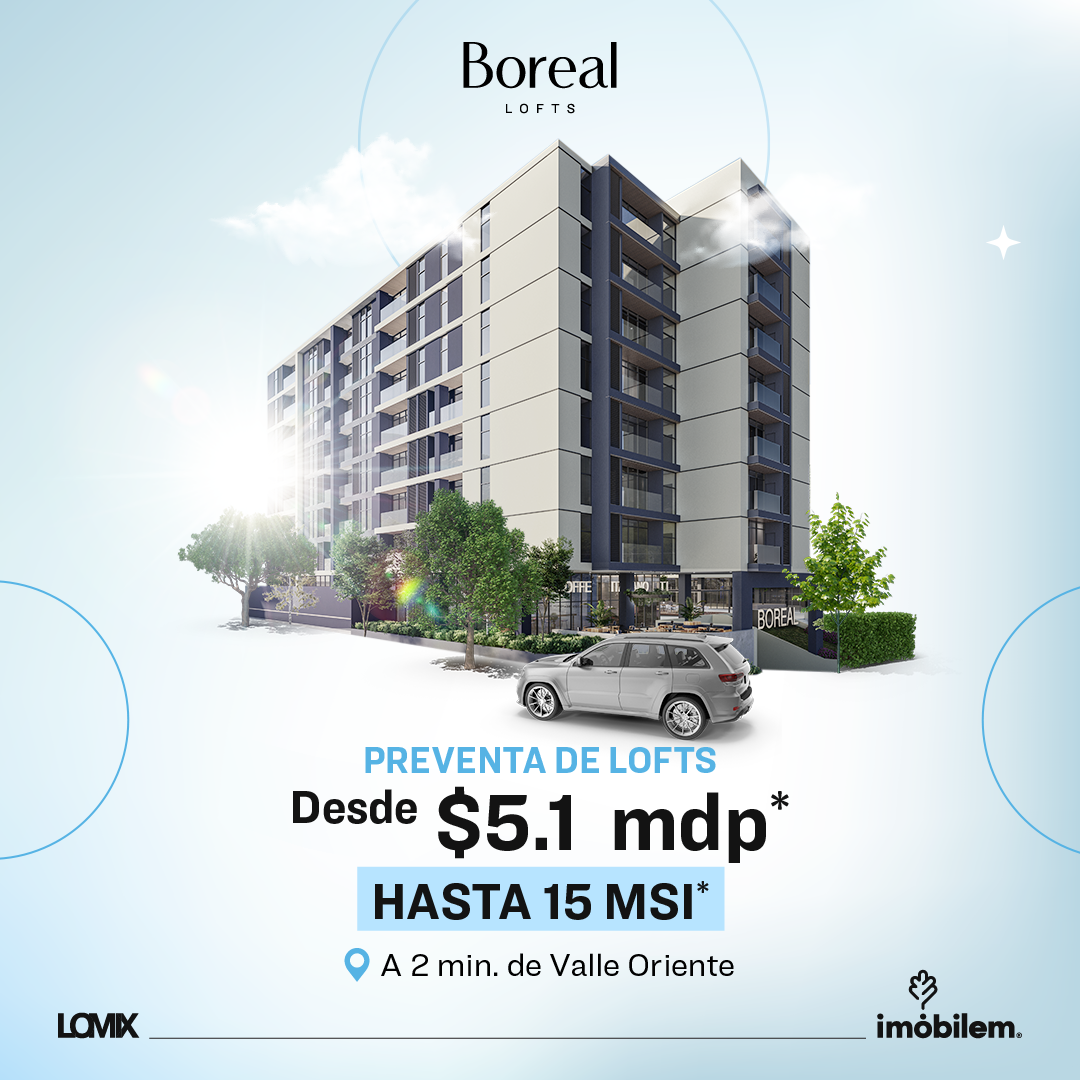 Boreal
LOFTS
BOREAL
PREVENTA DE LOFTS
Desde $5.1 mdp*
HASTA 15 MSI*
A 2 min. de Valle Oriente
LOMIX
imóbilem®